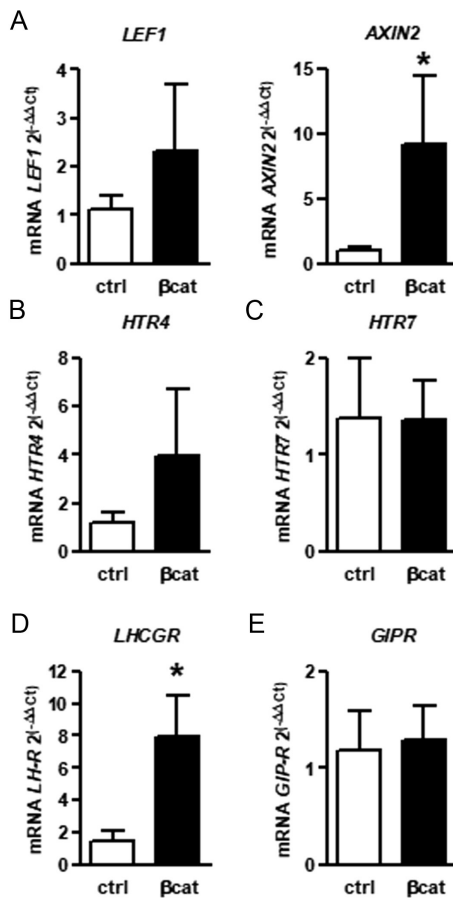 A
LEF1
AXIN2
mRNA LEF1 2(-ΔΔCt)
4
3
2
1
0
ctrl
βcat
mRNA AXIN2 2(-ΔΔCt)
15
10
5
0
*
ctrl
βcat
B
HTR4
C
HTR7
mRNA HTR4 2(-ΔΔCt)
8
6
4
2
0
ctrl
βcat
mRNA HTR7 2(-ΔΔCt)
2
1
0
ctrl
βcat
D
LHCGR
E
GIPR
mRNA LH-R 2(-ΔΔCt)
12
10
8
6
4
2
0
*
ctrl
βcat
mRNA GIP-R 2(-ΔΔCt)
2
1
0
ctrl
βcat